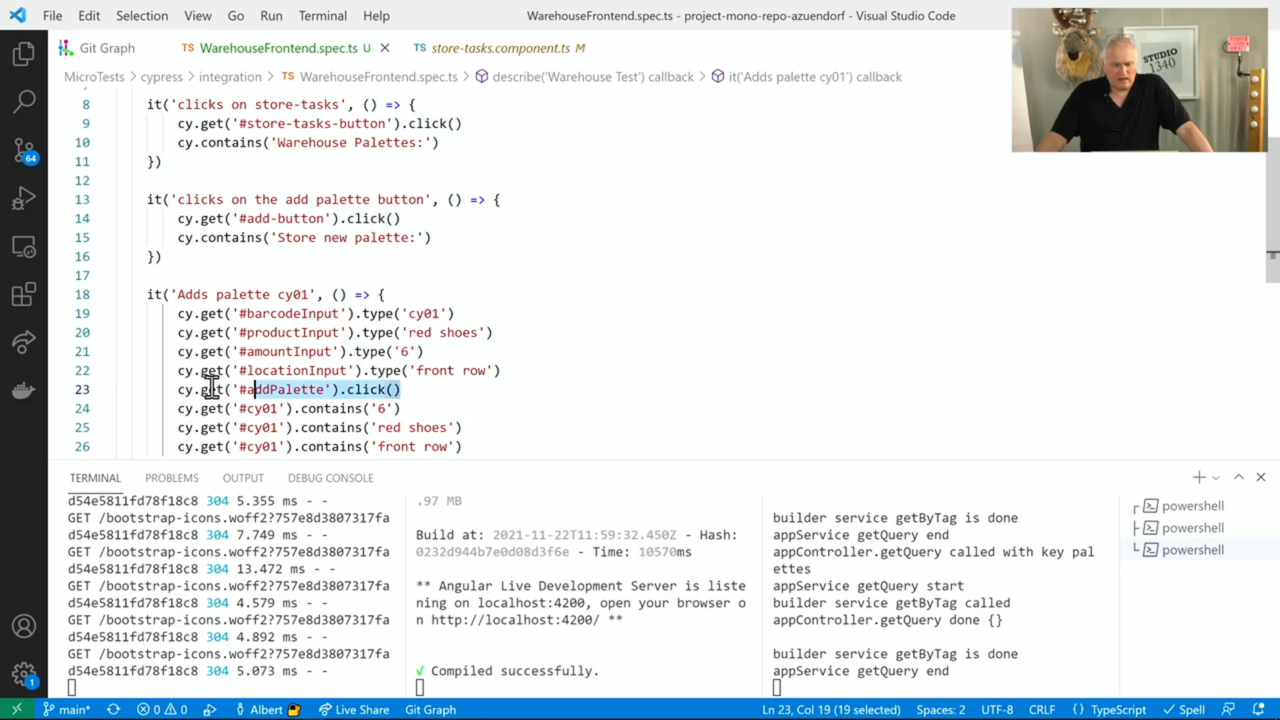 File Edit Selection View Go Run Terminal Help WarehouseFrontend.spec.ts - project-mono-repo-azuendorf - Visual Studio Code
Git Graph TS WarehouseFrontend.spec.ts U TS store-tasks.component.ts M
MicroTests > cypress > integration > TS WarehouseFrontend.spec.ts > describe('Warehouse Test') callback > it('Adds palette cy01') callback
8 it('clicks on store-tasks', () => {
9 cy.get('#store-tasks-button').click()
10 cy.contains('Warehouse Palettes:')
11 })
12
13 it('clicks on the add palette button', () => {
14 cy.get('#add-button').click()
15 cy.contains('Store new palette:')
16 })
17
18 it('Adds palette cy01', () => {
19 cy.get('#barcodeInput').type('cy01')
20 cy.get('#productInput').type('red shoes')
21 cy.get('#amountInput').type('6')
22 cy.get('#locationInput').type('front row')
23 cy.get('#addPalette').click()
24 cy.get('#cy01').contains('6')
25 cy.get('#cy01').contains('red shoes')
26 cy.get('#cy01').contains('front row')
STUDIO
1340
64
1
TERMINAL PROBLEMS OUTPUT DEBUG CONSOLE
d54e5811fd78f18c8 304 5.355 ms - -
GET /bootstrap-icons.woff2?757e8d3807317fa
d54e5811fd78f18c8 304 7.749 ms - -
GET /bootstrap-icons.woff2?757e8d3807317fa
d54e5811fd78f18c8 304 13.472 ms - -
GET /bootstrap-icons.woff2?757e8d3807317fa
d54e5811fd78f18c8 304 4.579 ms - -
GET /bootstrap-icons.woff2?757e8d3807317fa
d54e5811fd78f18c8 304 4.892 ms - -
GET /bootstrap-icons.woff2?757e8d3807317fa
d54e5811fd78f18c8 304 5.073 ms - -
.97 MB
Build at: 2021-11-22T11:59:32.450Z - Hash:
0232d944b7e0d08d3f6e - Time: 10570ms
** Angular Live Development Server is liste
ning on localhost:4200, open your browser o
n http://localhost:4200/ **
√ Compiled successfully.
builder service getByTag is done
appService getQuery end
appController.getQuery called with key pal
ettes
appService getQuery start
builder service getByTag called
appController.getQuery done {}
builder service getByTag is done
appService getQuery end
powershell
powershell
powershell
main* 0 0 Albert Live Share Git Graph Ln 23, Col 19 (19 selected) Spaces: 2 UTF-8 CRLF {} TypeScript Spell